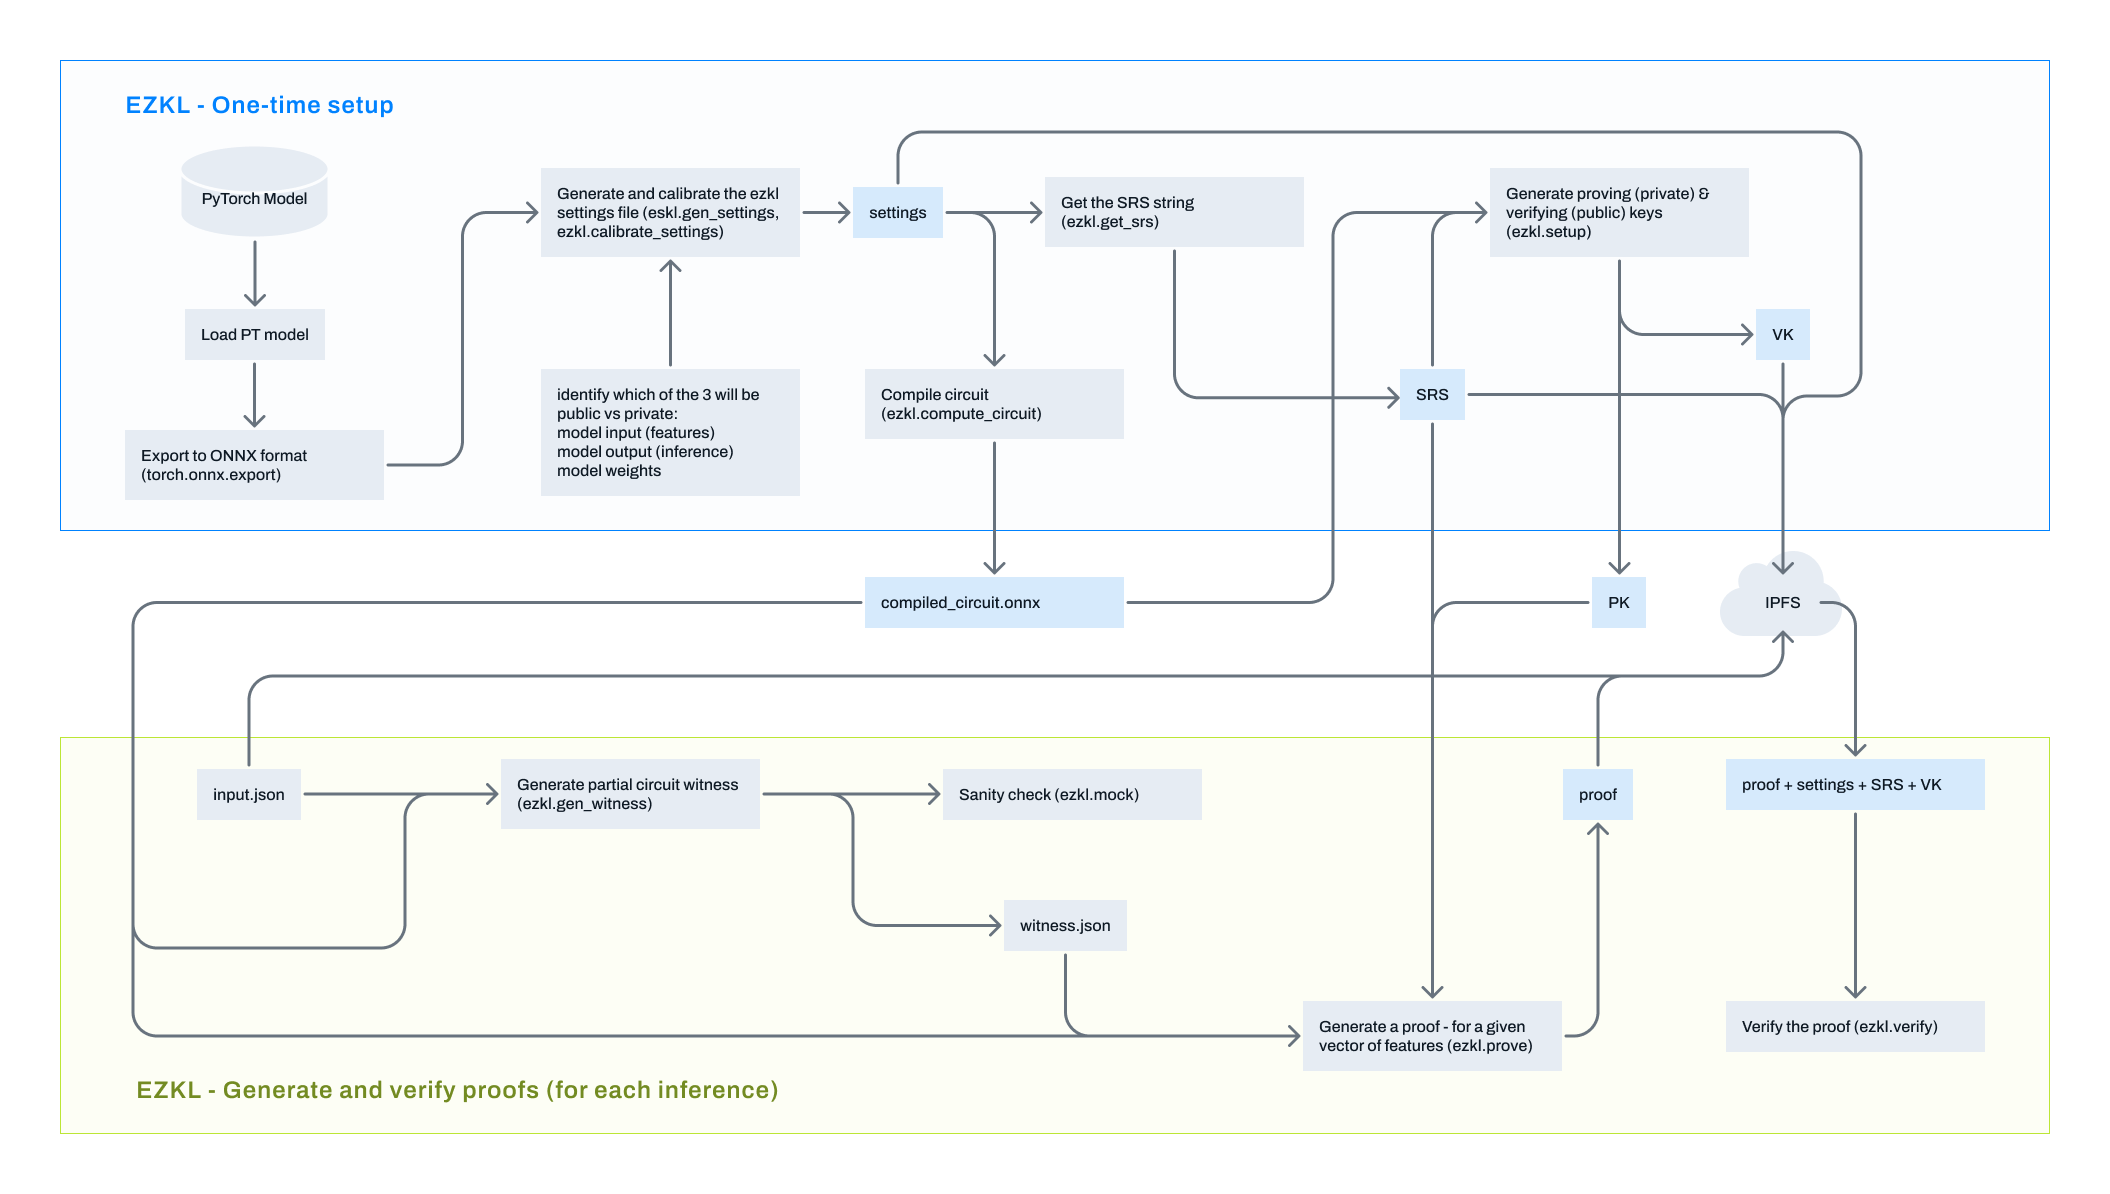 EZKL - One-time setup
PyTorch Model
Load PT model
Export to ONNX format
(torch.onnx.export)
Generate and calibrate the ezkl
settings file (eskl.gen_settings,
ezkl.calibrate_settings)
identify which of the 3 will be
public vs private:
model input (features)
model output (inference)
model weights
settings
Get the SRS string
(ezkl.get_srs)
Compile circuit
(ezkl.compute_circuit)
SRS
Generate proving (private) &
verifying (public) keys
(ezkl.setup)
VK
compiled_circuit.onnx
PK
IPFS
input.json
Generate partial circuit witness
(ezkl.gen_witness)
Sanity check (ezkl.mock)
witness.json
proof
proof + settings + SRS + VK
Generate a proof - for a given
vector of features (ezkl.prove)
Verify the proof (ezkl.verify)
EZKL - Generate and verify proofs (for each inference)